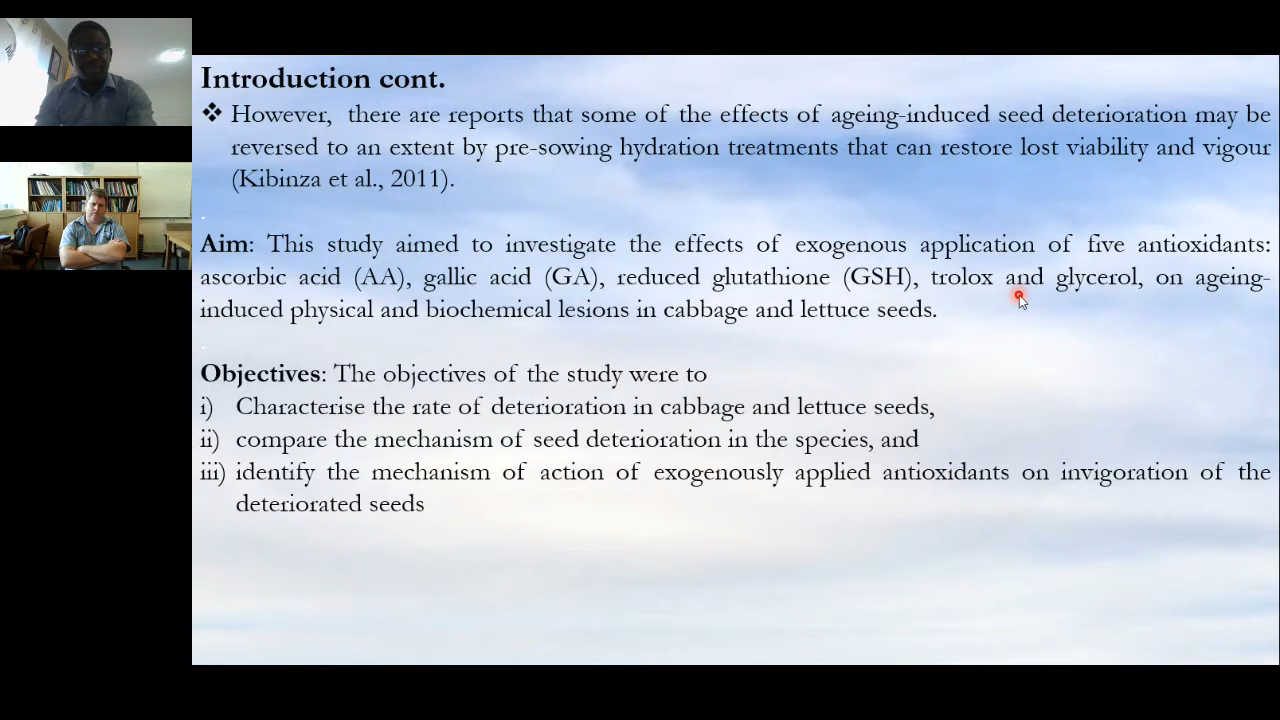 Introduction cont.
❖ However, there are reports that some of the effects of ageing-induced seed deterioration may be
reversed to an extent by pre-sowing hydration treatments that can restore lost viability and vigour
(Kibinza et al., 2011).
.
Aim: This study aimed to investigate the effects of exogenous application of five antioxidants:
ascorbic acid (AA), gallic acid (GA), reduced glutathione (GSH), trolox and glycerol, on ageing-
induced physical and biochemical lesions in cabbage and lettuce seeds.
.
Objectives: The objectives of the study were to
i) Characterise the rate of deterioration in cabbage and lettuce seeds,
ii) compare the mechanism of seed deterioration in the species, and
iii) identify the mechanism of action of exogenously applied antioxidants on invigoration of the
deteriorated seeds